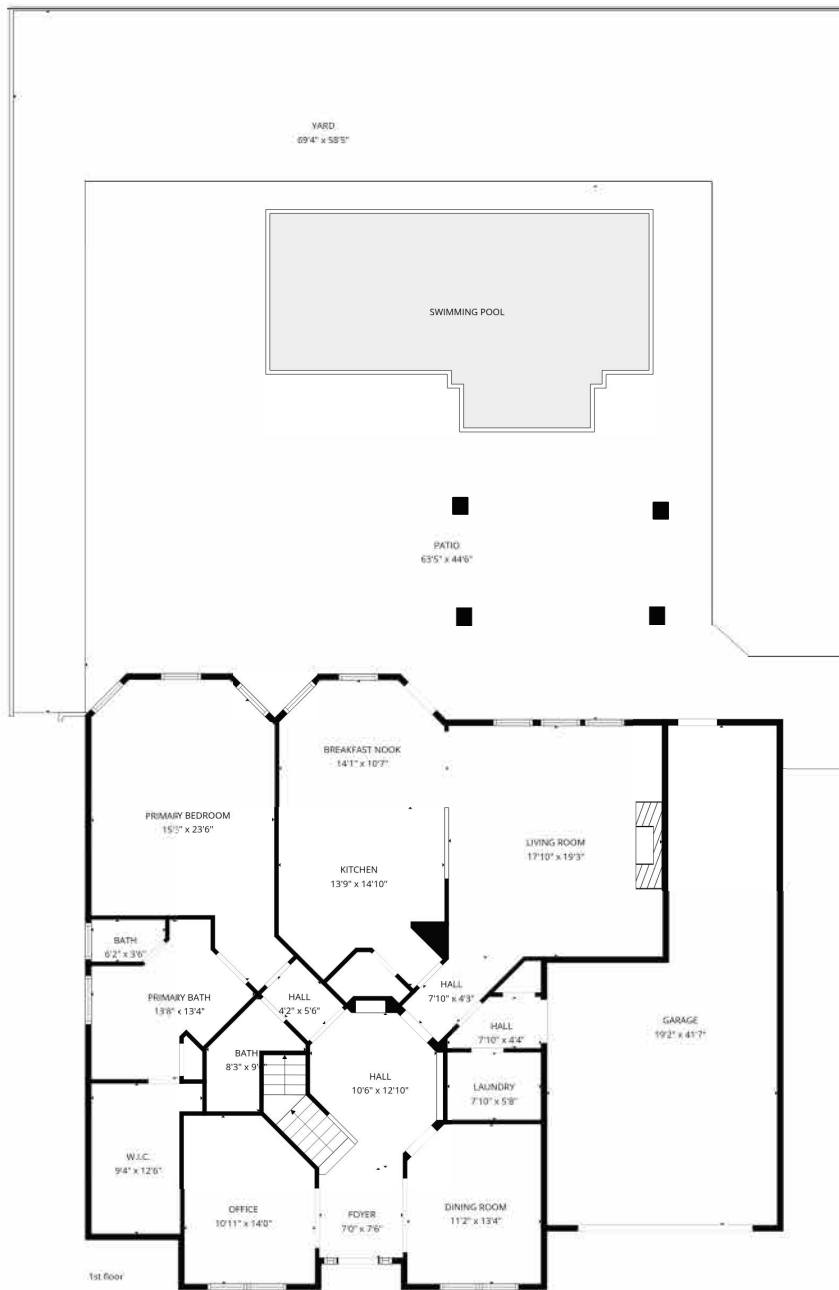 YARD
69'4" x 58'5"
SWIMMING POOL
PATIO
63'5" x 44'6"
BREAKFAST NOOK
14'1" x 10'7"
PRIMARY BEDROOM
x 23'6"
LIVING ROOM
17'10" x 19'3"
KITCHEN
13'9" x 14'10"
BATH
6'2" x 3'6"
PRIMARY BATH
13'8" x 13'4"
HALL
4'2" x 5'6"
HALL
7'10" x 4'3"
HALL
7'10" x 4'4"
GARAGE
19'2" x 41'7"
BATH
8'3" x 9'
HALL
10'6" x 12'10"
LAUNDRY
7'10" x 5'8"
W.I.C.
9'4" x 12'6"
OFFICE
10'11" x 14'0"
FOYER
7'0" x 7'6"
DINING ROOM
11'2" x 13'4"
1st floor